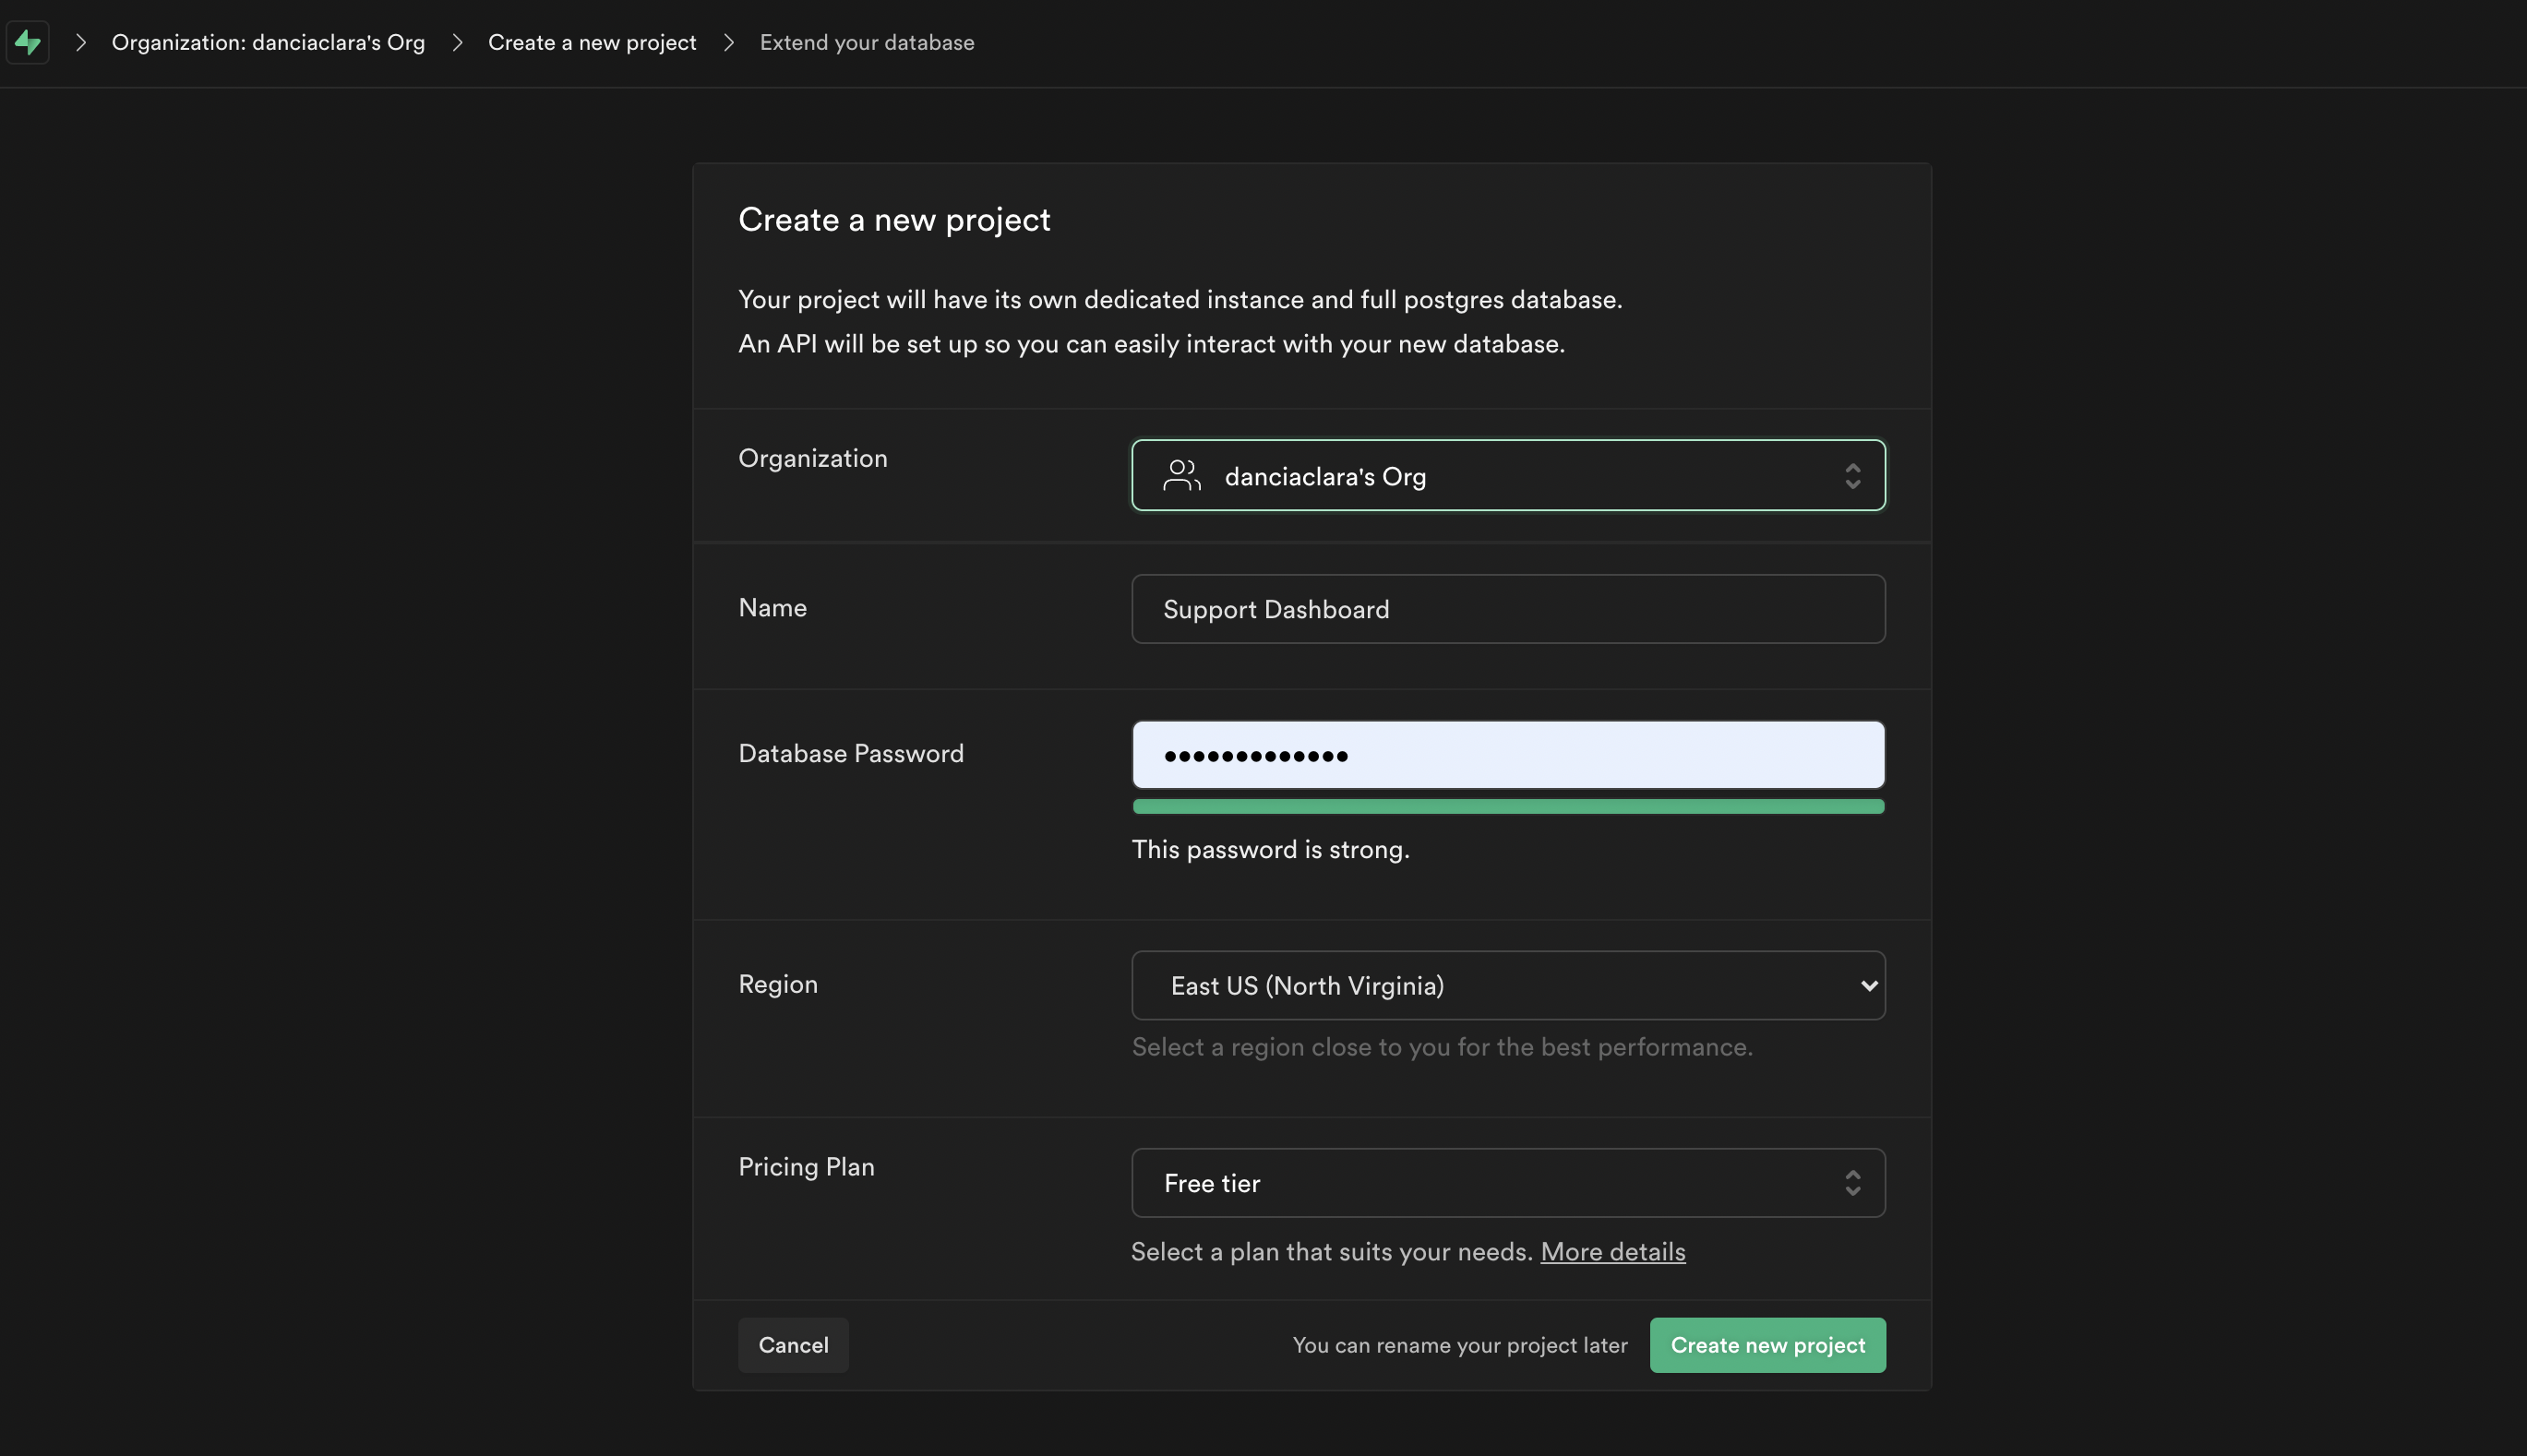 Organization: danciaclara's Org > Create a new project > Extend your database
Create a new project
Your project will have its own dedicated instance and full postgres database.
An API will be set up so you can easily interact with your new database.
Organization
danciaclara's Org
Name
Support Dashboard
Database Password
•••••••••••••
This password is strong.
Region
East US (North Virginia)
Select a region close to you for the best performance.
Pricing Plan
Free tier
Select a plan that suits your needs. More details
Cancel
You can rename your project later
Create new project